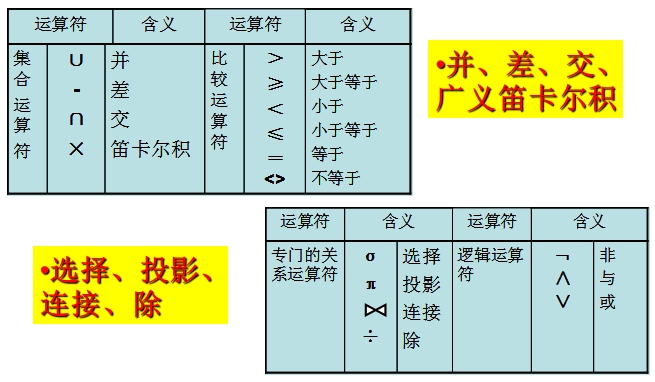 运算符 含义 运算符 含义
集合运算符 ∪ 并 比较运算符 > 大于
- 差 ≥ 大于等于
∩ 交 < 小于
× 笛卡尔积 ≤ 小于等于
= 等于
<> 不等于
•并、差、交、
广义笛卡尔积
运算符 含义 运算符 含义
专门的关系运算符 σ 选择 逻辑运算符 ¬ 非
π 投影 ∧ 与
⋈ 连接 ∨ 或
÷ 除
•选择、投影、
连接、除